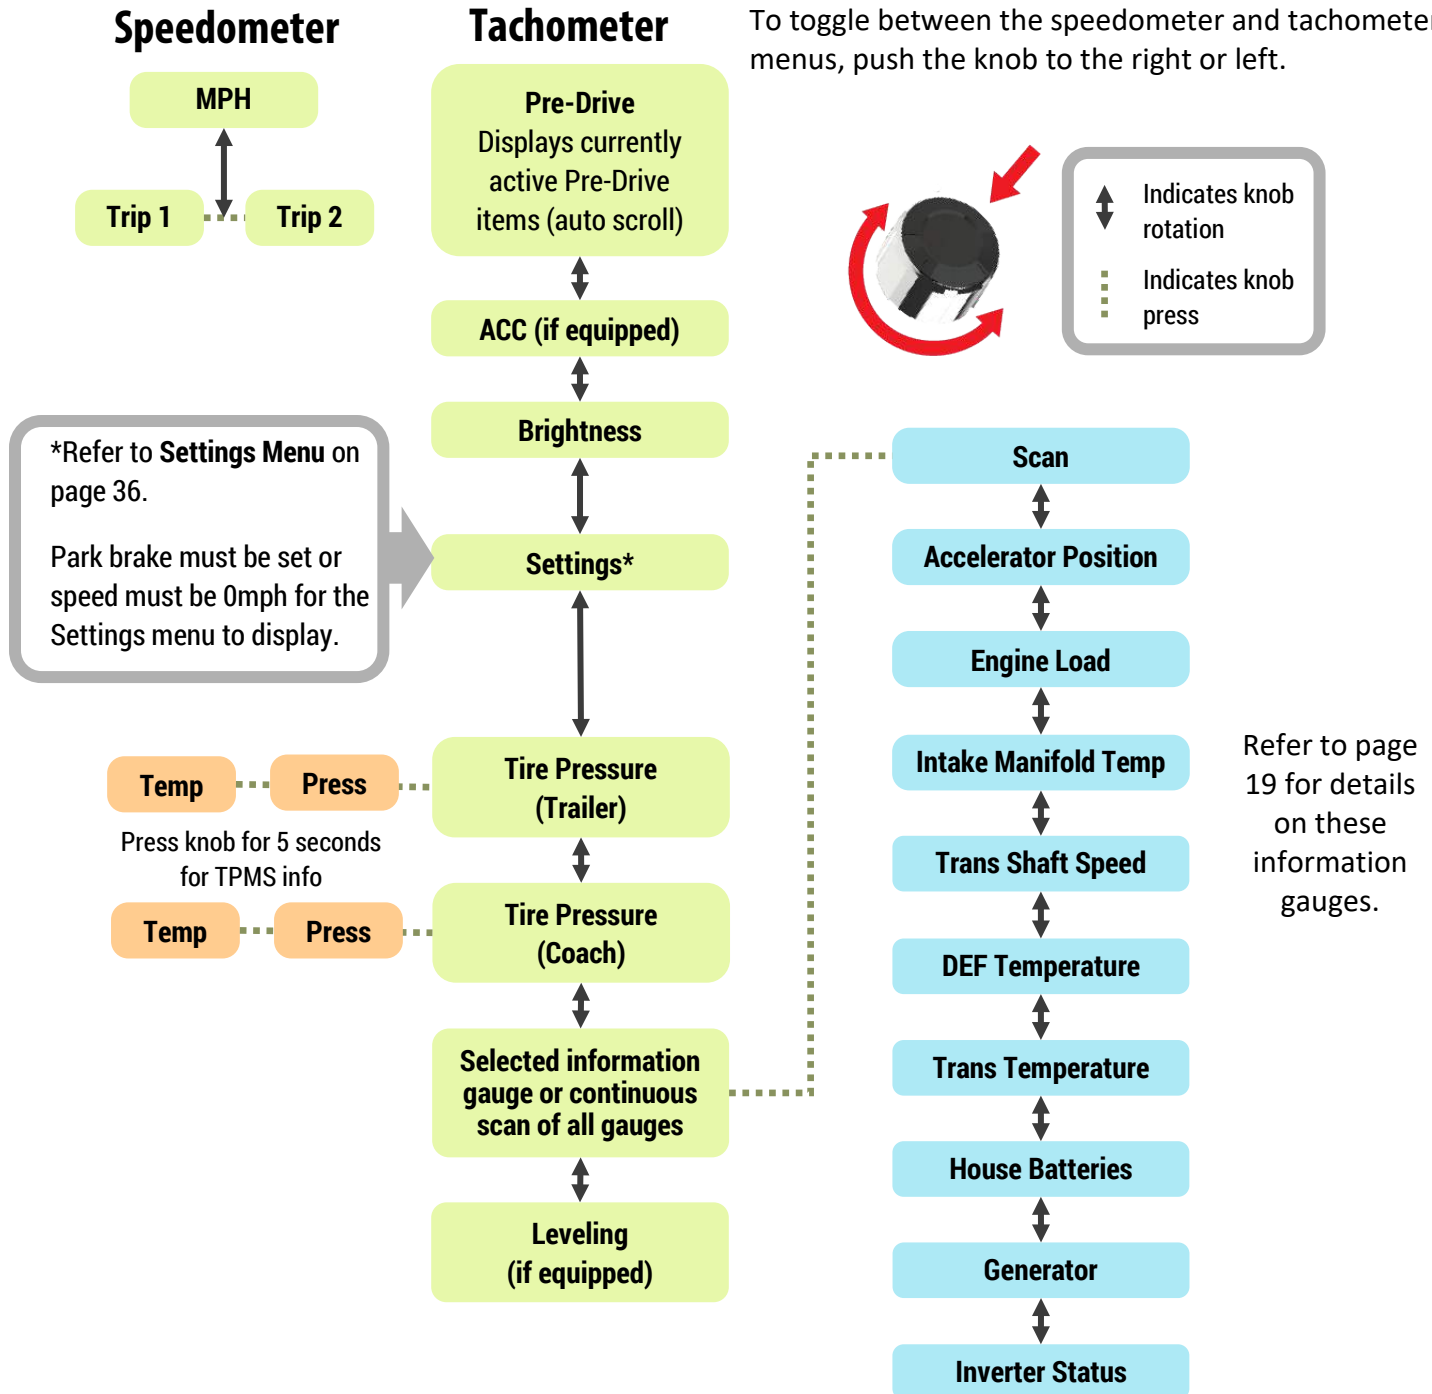 Speedometer
MPH
Trip 1
Trip 2
Tachometer
Pre-Drive
Displays currently
active Pre-Drive
items (auto scroll)
ACC (if equipped)
Brightness
Settings*
Tire Pressure
(Trailer)
Tire Pressure
(Coach)
Selected information
gauge or continuous
scan of all gauges
Leveling
(if equipped)
To toggle between the speedometer and tachometer
menus, push the knob to the right or left.
Indicates knob
rotation
Indicates knob
press
*Refer to Settings Menu on
page 36.
Park brake must be set or
speed must be 0mph for the
Settings menu to display.
Temp
Press
Press knob for 5 seconds
for TPMS info
Temp
Press
Scan
Accelerator Position
Engine Load
Intake Manifold Temp
Trans Shaft Speed
DEF Temperature
Trans Temperature
House Batteries
Generator
Inverter Status
Refer to page
19 for details
on these
information
gauges.